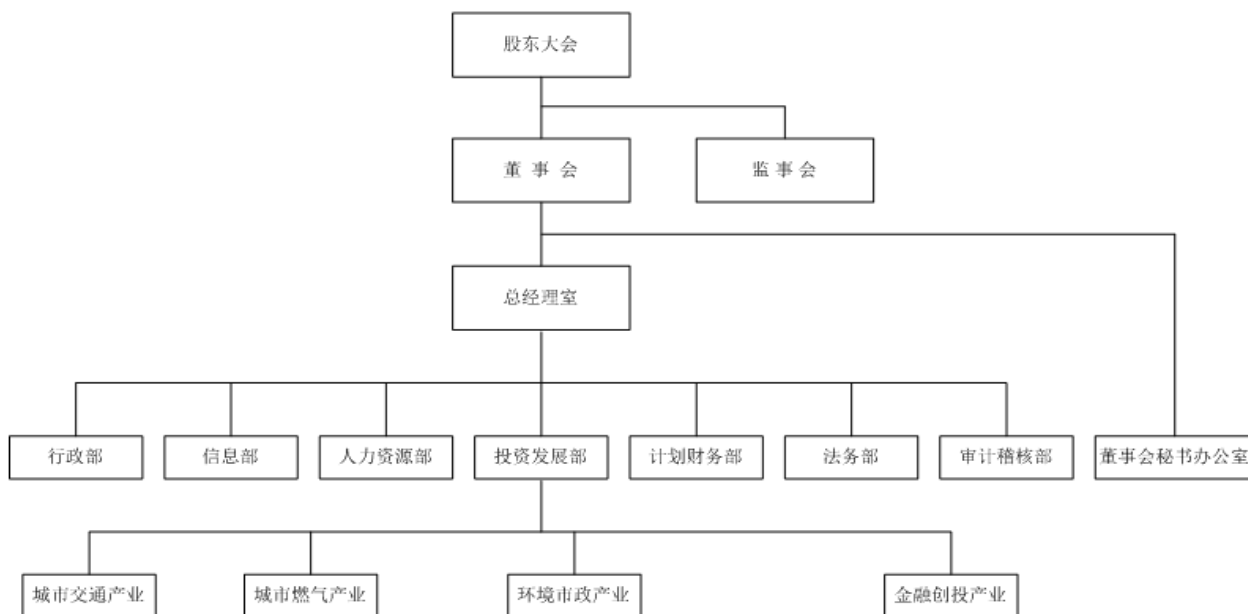 股东大会
董 事 会
监 事 会
总经理室
行政部
信息部
人力资源部
投资发展部
计划财务部
法务部
审计稽核部
董事会秘书办公室
城市交通产业
城市燃气产业
环境市政产业
金融创投产业